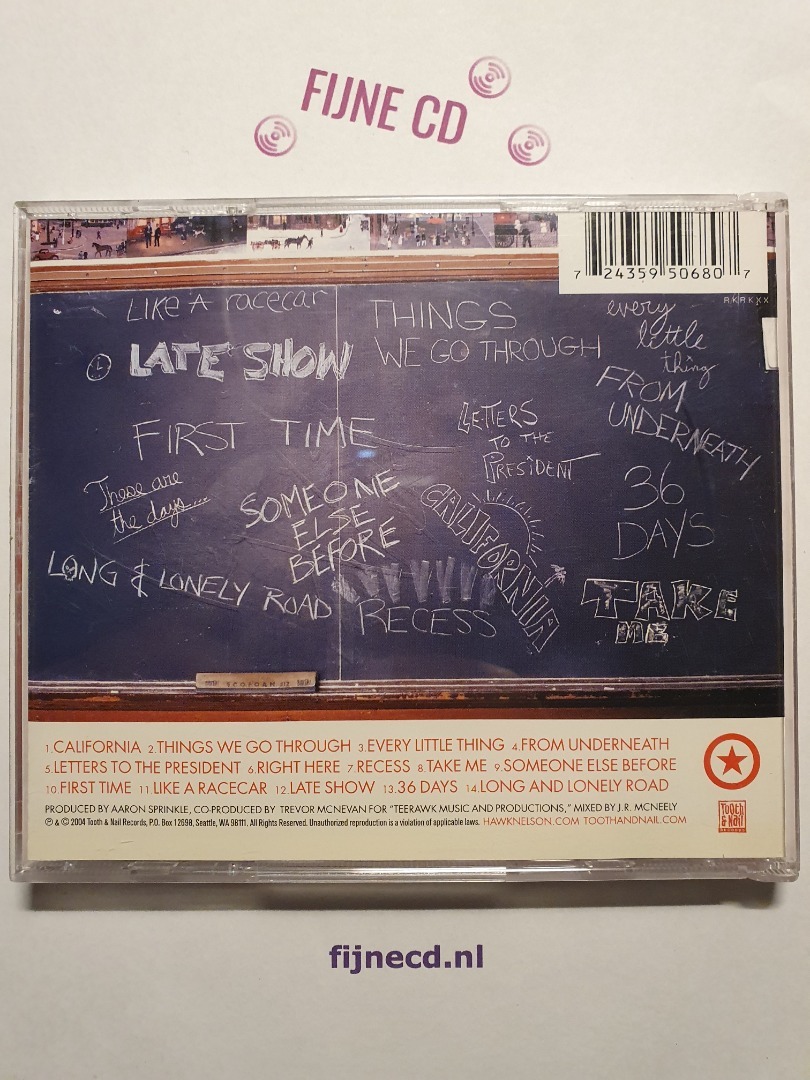 FIJNE CD
7 24359 50680 7
RKRKXX
LIKE A racecar
THINGS
WE GO THROUGH
every
little
thing
L
LATE SHOW
FROM
UNDERNEATH
FIRST TIME
LETTERS
TO THE
PRESIDENT
These are
the days...
SOMEONE
ELSE
BEFORE
CALIFORNIA
36
DAYS
LONG & LONELY ROAD
RECESS
TAKE
ME
1.CALIFORNIA 2.THINGS WE GO THROUGH 3.EVERY LITTLE THING 4.FROM UNDERNEATH
5.LETTERS TO THE PRESIDENT 6.RIGHT HERE 7.RECESS 8.TAKE ME 9.SOMEONE ELSE BEFORE
10 FIRST TIME 11 LIKE A RACECAR 12.LATE SHOW 13.36 DAYS 14.LONG AND LONELY ROAD
PRODUCED BY AARON SPRINKLE, CO-PRODUCED BY TREVOR MCNEVAN FOR "TEERAWK MUSIC AND PRODUCTIONS," MIXED BY J.R. MCNEELY
℗ & © 2004 Tooth & Nail Records, P.O. Box 12698, Seattle, WA 98111. All Rights Reserved. Unauthorized reproduction is a violation of applicable laws. HAWKNELSON.COM TOOTHANDNAIL.COM
TOOTH
& NAIL
RECORDS
fijnecd.nl